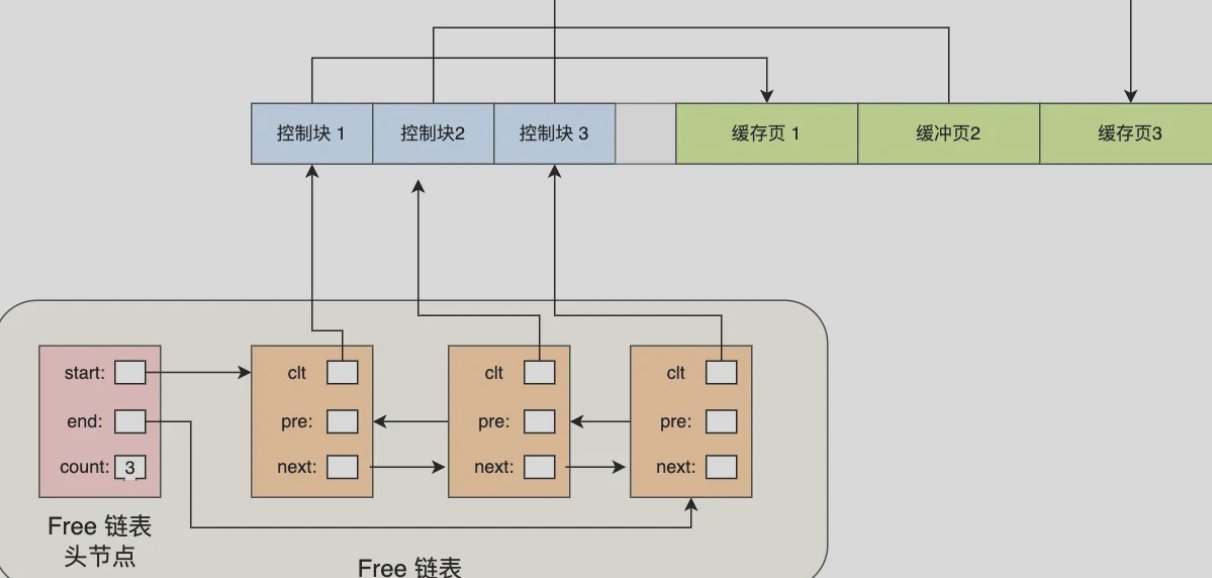 控制块 1
控制块2
控制块 3
缓存页 1
缓冲页2
缓存页3
start:
end:
count: 3
clt
pre:
next:
clt
pre:
next:
clt
pre:
next:
Free 链表
头节点
Free 链表